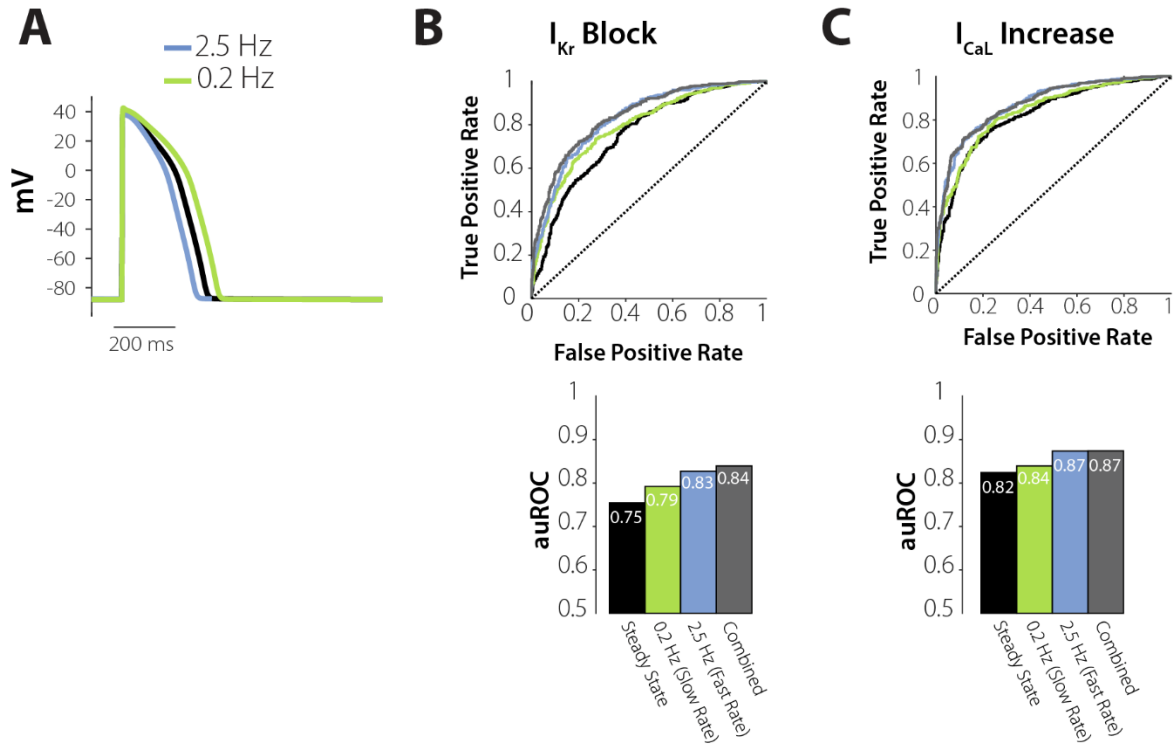 A
2.5 Hz
0.2 Hz
mV
40
20
0
-20
-40
-60
-80
200 ms
B
I_Kr Block
True Positive Rate
1
0.8
0.6
0.4
0.2
0
0
0.2
0.4
0.6
0.8
1
False Positive Rate
auROC
1
0.9
0.8
0.7
0.6
0.5
0.75
0.79
0.83
0.84
Steady State
0.2 Hz (Slow Rate)
2.5 Hz (Fast Rate)
Combined
C
I_CaL Increase
True Positive Rate
1
0.8
0.6
0.4
0.2
0
0
0.2
0.4
0.6
0.8
1
False Positive Rate
auROC
1
0.9
0.8
0.7
0.6
0.5
0.82
0.84
0.87
0.87
Steady State
0.2 Hz (Slow Rate)
2.5 Hz (Fast Rate)
Combined